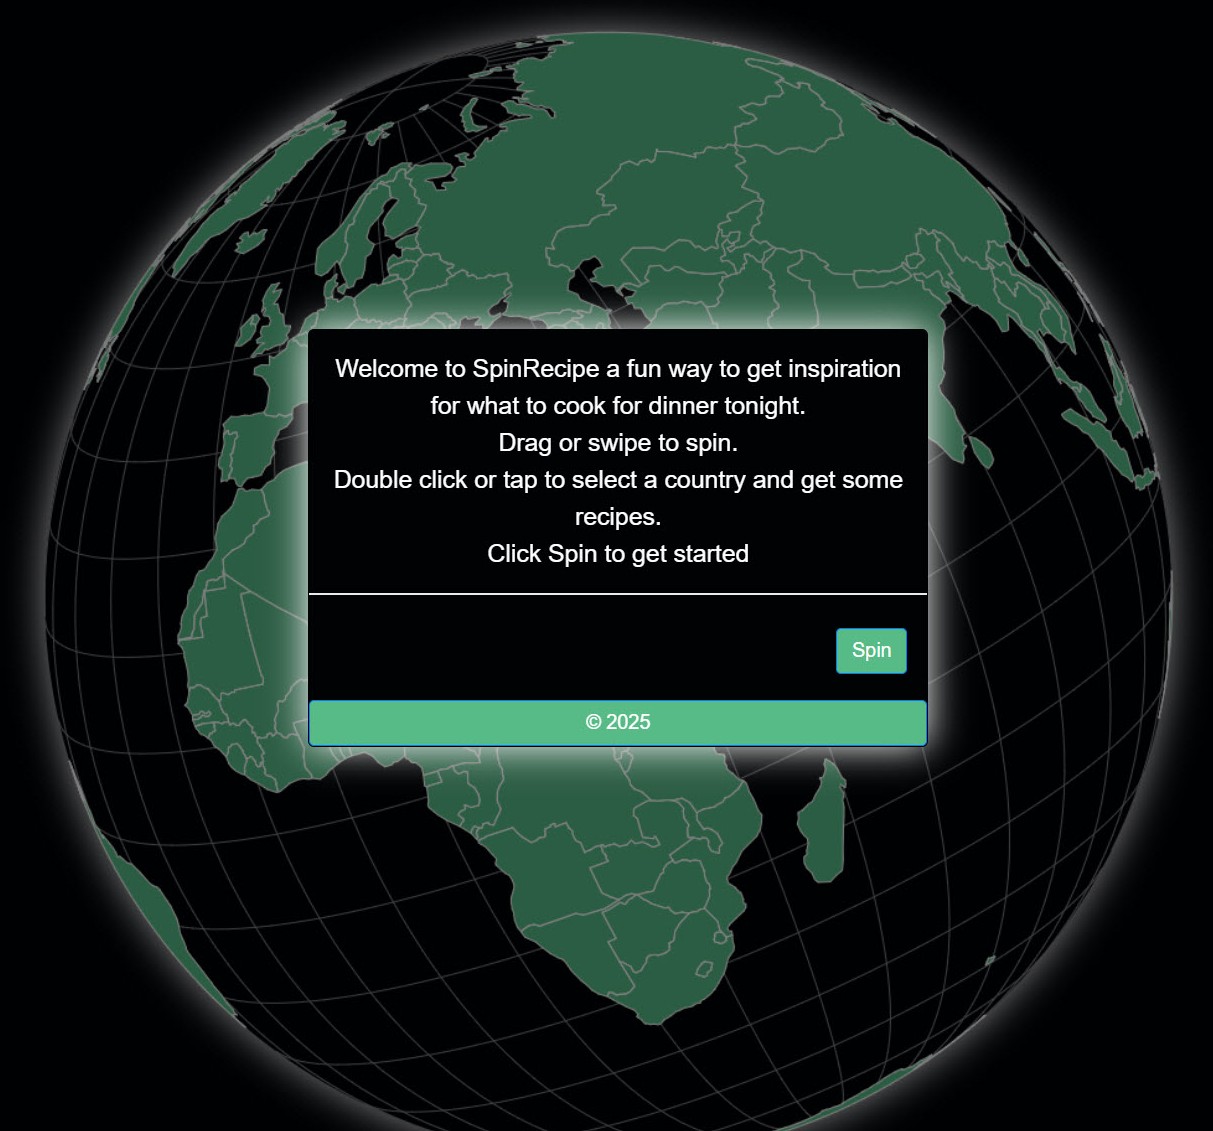 Welcome to SpinRecipe a fun way to get inspiration
for what to cook for dinner tonight.
Drag or swipe to spin.
Double click or tap to select a country and get some
recipes.
Click Spin to get started
Spin
© 2025